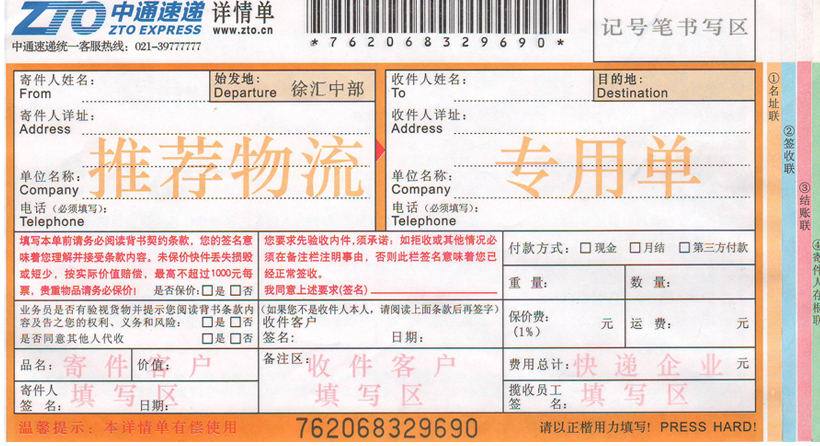 ZTO 中通速递 详情单
ZTO EXPRESS www.zto.cn
中通速递统一客服热线: 021-39777777
*762068329690*
记号笔书写区
寄件人姓名:
From
始发地:
Departure 徐汇中部
收件人姓名:
To
目的地:
Destination
寄件人详址:
Address
收件人详址:
Address
推荐物流
专用单
单位名称:
Company
单位名称:
Company
电话(必须填写):
Telephone
电话(必须填写):
Telephone
填写本单前请务必阅读背书契约条款, 您的签名意
味着您理解并接受条款内容。未保价快件丢失损毁
或短少, 按实际价值赔偿, 最高不超过1000元每
票, 贵重物品请务必保价! 是否保价: □是 □否
您要求先验收内件,须承诺: 如拒收或其他情况必
须在备注栏注明事由, 否则此栏签名意味着您已
经正常签收。
我同意上述要求(签名)
付款方式: □现金 □月结 □第三方付款
重量: 数量:
业务员是否有验视货物并提示您阅读背书条款内
容及告之您的权利、义务和风险: □是 □否
是否同意其他人代收 □是 □否
(如果您不是收件人本人, 请阅读上面条款后再签字)
收件客户
签名: 日期:
保价费: 元
(1%)
运费: 元
品名: 价值:
寄件客户
填写区
寄件人
签名: 日期:
备注区:
收件客户
填写区
费用总计: 元
快递企业
填写区
揽收员工
签名:
温馨提示: 本详情单有偿使用
762068329690
请以正楷用力填写! PRESS HARD!
①名址联
②签收联
③结账联
④寄件人存根联